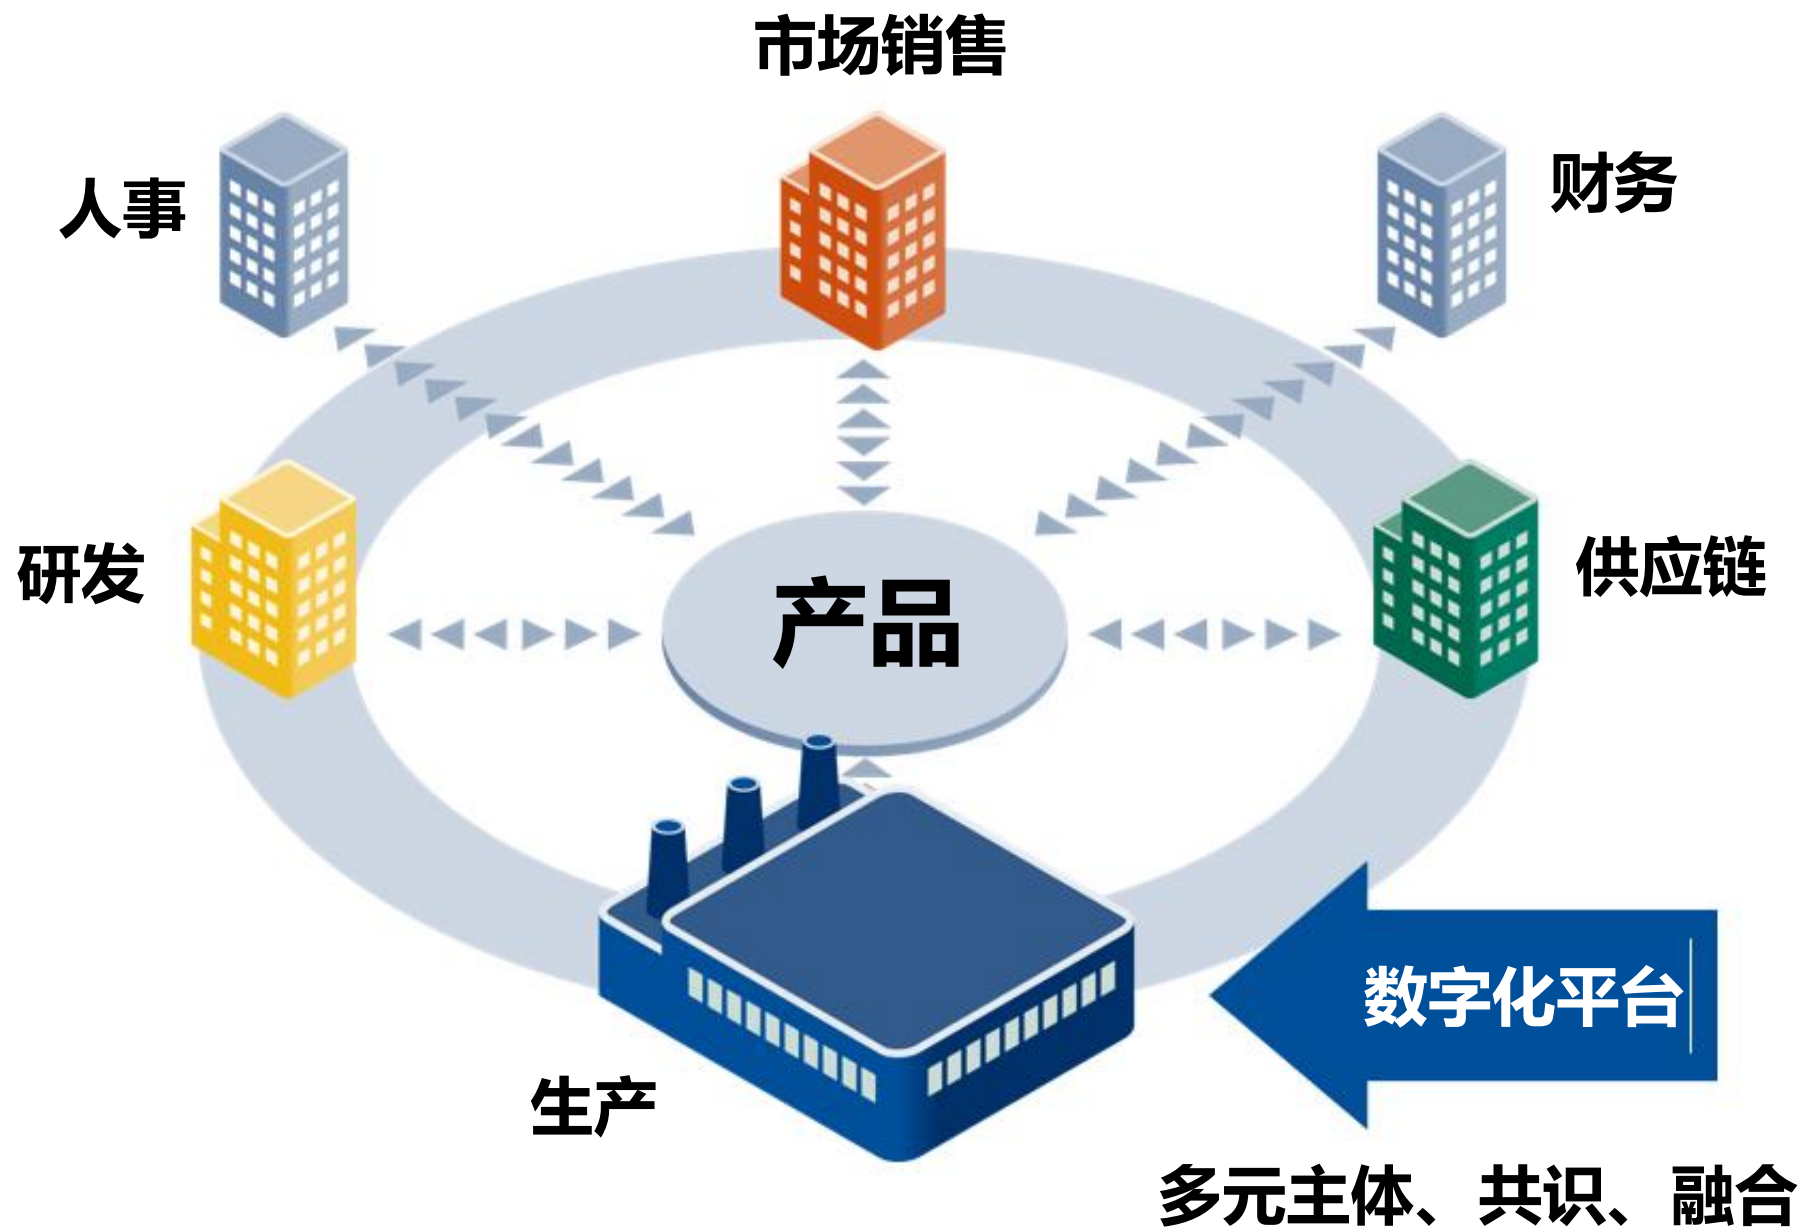 市场销售
人事
财务
研发
供应链
产品
数字化平台
生产
多元主体、共识、融合